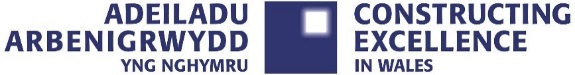 ADEILADU
ARBENIGRWYDD
YNG NGHYMRU
CONSTRUCTING
EXCELLENCE
IN WALES